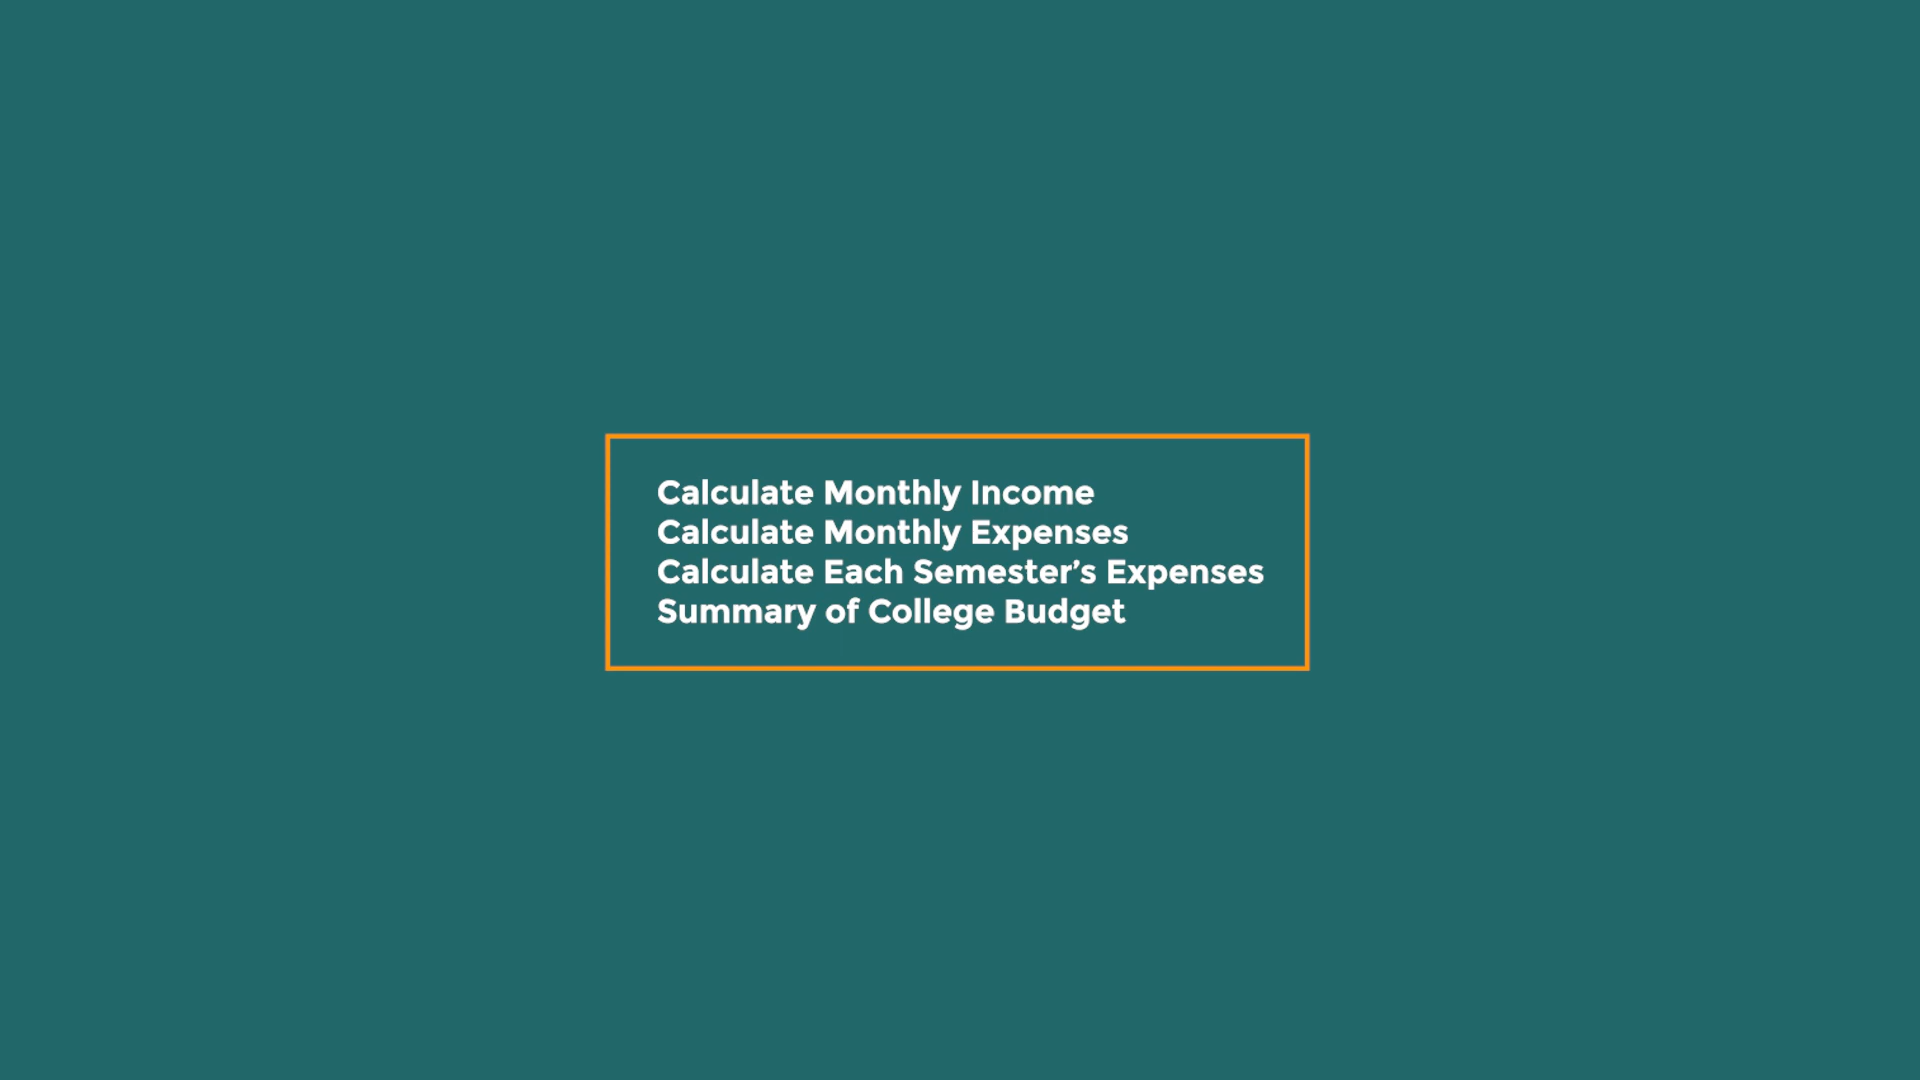 Calculate Monthly Income
Calculate Monthly Expenses
Calculate Each Semester’s Expenses
Summary of College Budget